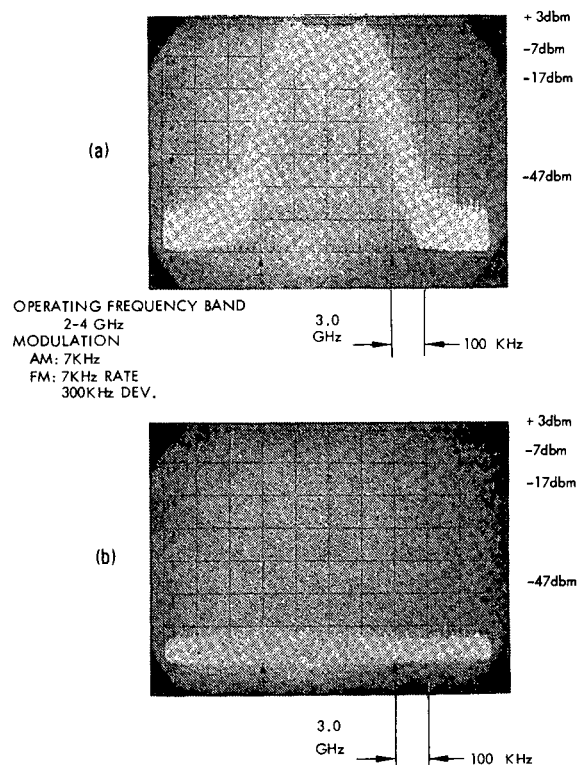 + 3dbm
-7dbm
-17dbm
(a)
-47dbm
OPERATING FREQUENCY BAND
2-4 GHz
MODULATION
AM: 7KHz
FM: 7KHz RATE
300KHz DEV.
3.0
GHz
100 KHz
+ 3dbm
-7dbm
-17dbm
(b)
-47dbm
3.0
GHz
100 KHz